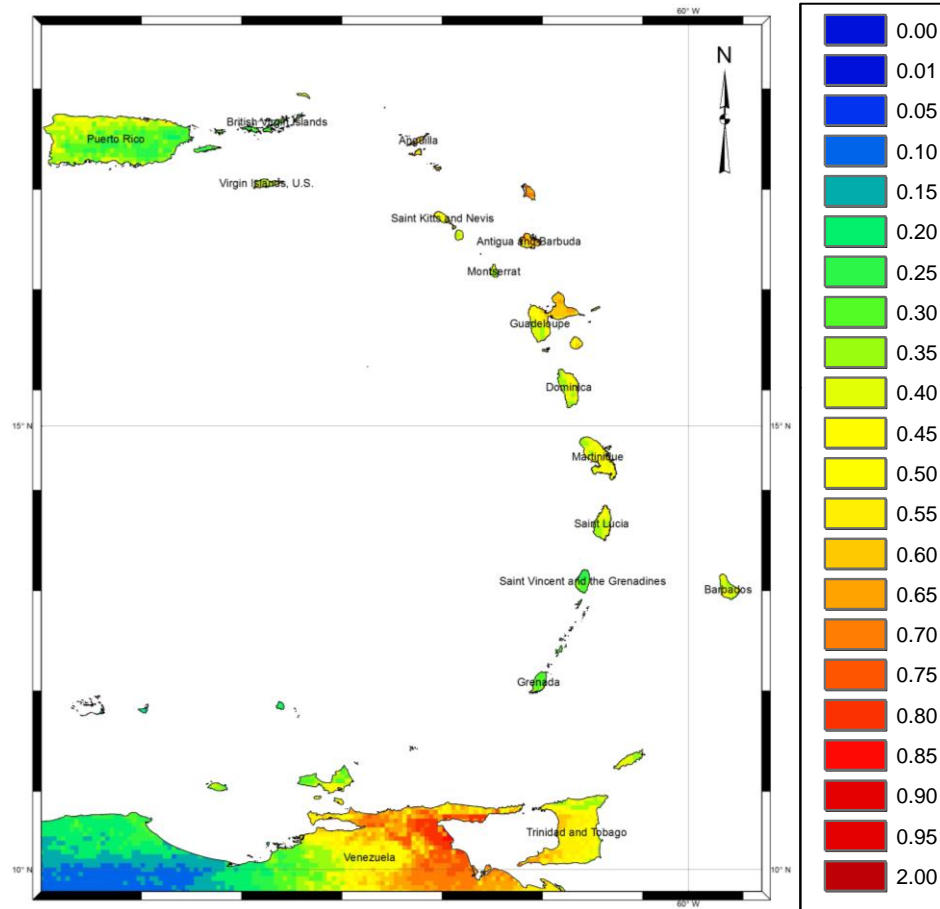 60° W
N
British Virgin Islands
Puerto Rico
Anguilla
Virgin Islands, U.S.
Saint Kitts and Nevis
Antigua and Barbuda
Montserrat
Guadeloupe
Dominica
15° N
Martinique
Saint Lucia
Saint Vincent and the Grenadines
Barbados
Grenada
Trinidad and Tobago
Venezuela
10° N
60° W
0.00
0.01
0.05
0.10
0.15
0.20
0.25
0.30
0.35
0.40
0.45
0.50
0.55
0.60
0.65
0.70
0.75
0.80
0.85
0.90
0.95
2.00